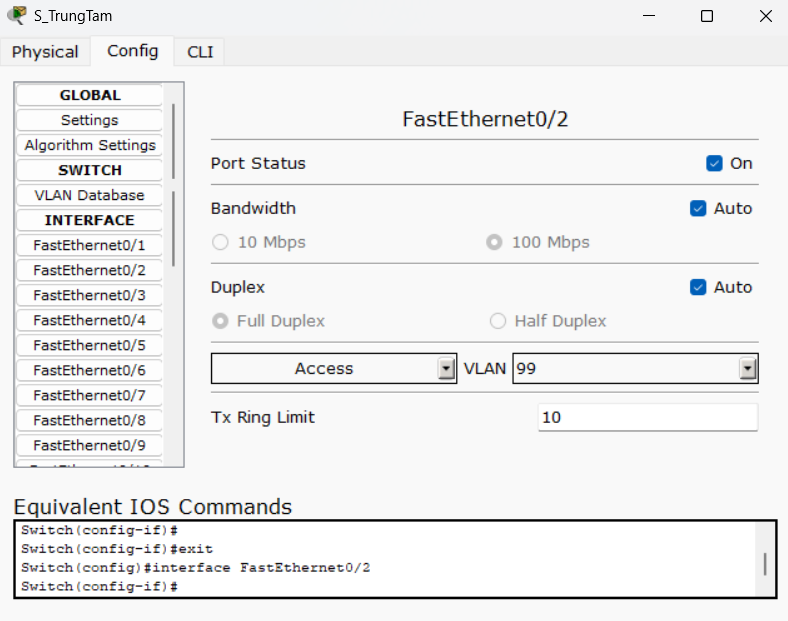 S_TrungTam
Physical Config CLI
GLOBAL
Settings
Algorithm Settings
SWITCH
VLAN Database
INTERFACE
FastEthernet0/1
FastEthernet0/2
FastEthernet0/3
FastEthernet0/4
FastEthernet0/5
FastEthernet0/6
FastEthernet0/7
FastEthernet0/8
FastEthernet0/9
FastEthernet0/2
Port Status On
Bandwidth Auto
10 Mbps 100 Mbps
Duplex Auto
Full Duplex Half Duplex
Access VLAN 99
Tx Ring Limit 10
Equivalent IOS Commands
Switch(config-if)#
Switch(config-if)#exit
Switch(config)#interface FastEthernet0/2
Switch(config-if)#